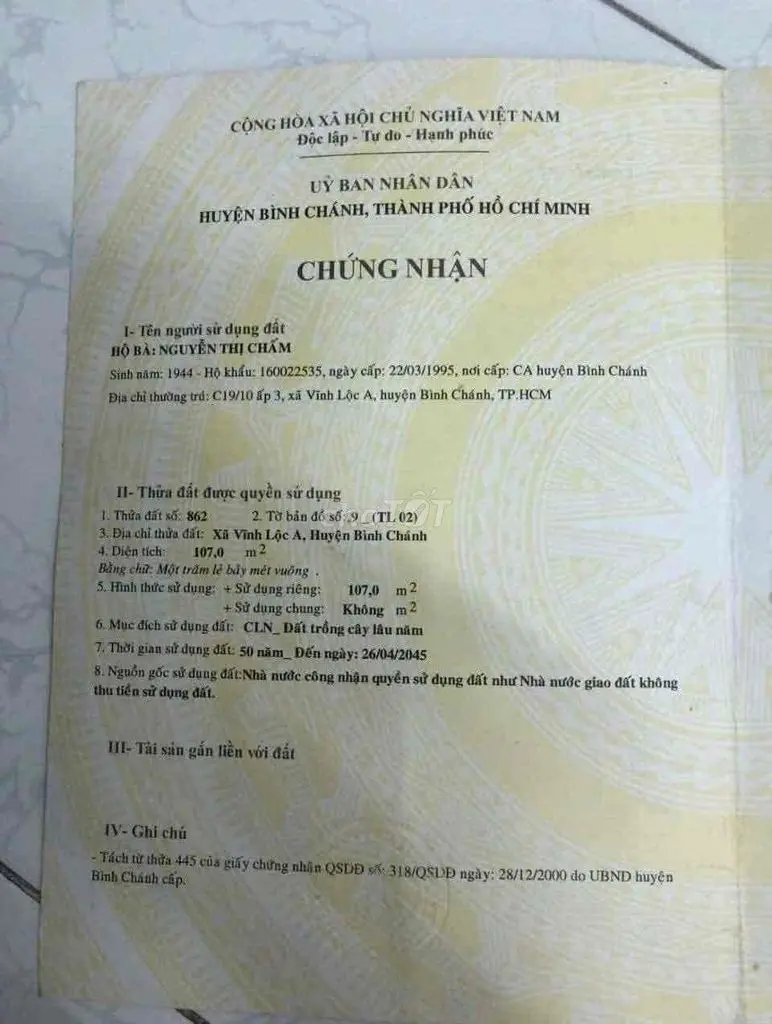 CỘNG HÒA XÃ HỘI CHỦ NGHĨA VIỆT NAM
Độc lập - Tự do - Hạnh phúc
UỶ BAN NHÂN DÂN
HUYỆN BÌNH CHÁNH, THÀNH PHỐ HỒ CHÍ MINH
CHỨNG NHẬN
I- Tên người sử dụng đất
HỘ BÀ: NGUYỄN THỊ CHẤM
Sinh năm: 1944 - Hộ khẩu: 160022535, ngày cấp: 22/03/1995, nơi cấp: CA huyện Bình Chánh
Địa chỉ thường trú: C19/10 ấp 3, xã Vĩnh Lộc A, huyện Bình Chánh, TP.HCM
II- Thửa đất được quyền sử dụng
1. Thửa đất số: 862 2. Tờ bản đồ số: 9 (TL 02)
TỐT
3. Địa chỉ thửa đất: Xã Vĩnh Lộc A, Huyện Bình Chánh
4. Diện tích: 107,0 m2
Bằng chữ: Một trăm lẻ bảy mét vuông .
5. Hình thức sử dụng: + Sử dụng riêng: 107,0 m2
+ Sử dụng chung: Không m2
6. Mục đích sử dụng đất: CLN_ Đất trồng cây lâu năm
7. Thời gian sử dụng đất: 50 năm_ Đến ngày: 26/04/2045
8. Nguồn gốc sử dụng đất:Nhà nước công nhận quyền sử dụng đất như Nhà nước giao đất không
thu tiền sử dụng đất.
III- Tài sản gắn liền với đất
IV- Ghi chú
- Tách từ thửa 445 của giấy chứng nhận QSDĐ số: 318/QSDĐ ngày: 28/12/2000 do UBND huyện
Bình Chánh cấp.